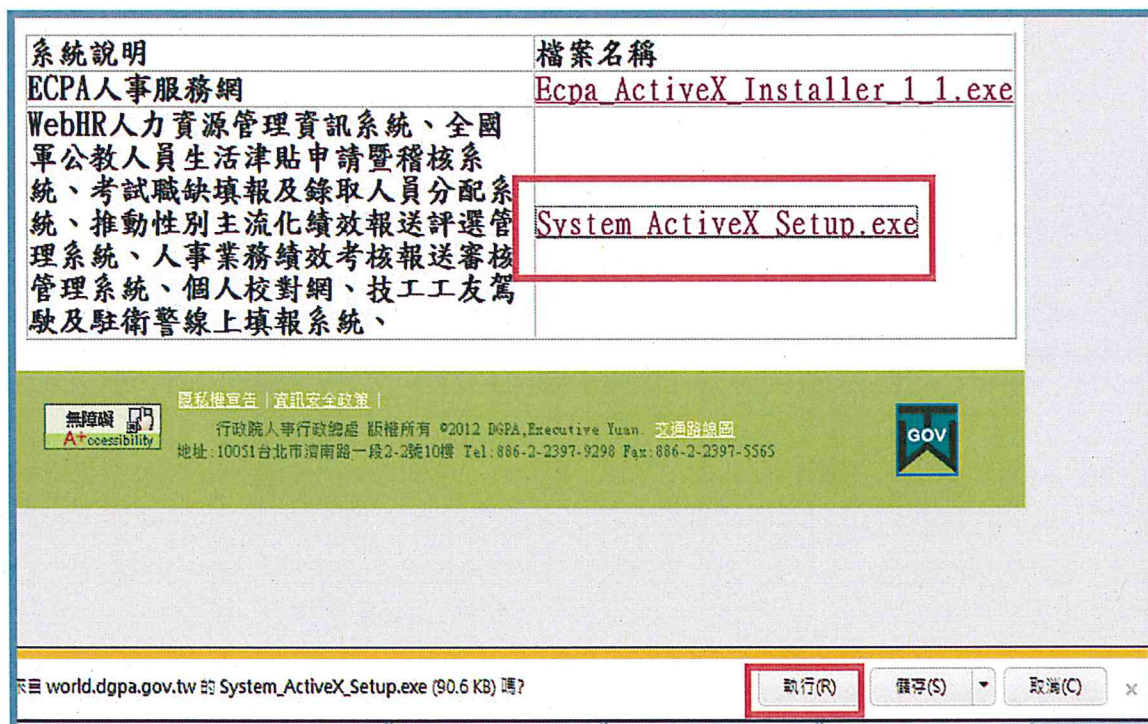 系統說明
檔案名稱
ECPA人事服務網
Ecpa_ActiveX_Installer_1_1.exe
WebHR人力資源管理資訊系統、全國
軍公教人員生活津貼申請暨稽核系
統、考試職缺填報及錄取人員分配系
統、推動性別主流化績效報送評選管
理系統、人事業務績效考核報送審核
管理系統、個人校對網、技工工友駕
駛及駐衛警線上填報系統、
System_ActiveX_Setup.exe
無障礙
A+ccessibility
隱私權宣告 | 資訊安全政策 |
行政院人事行政總處 版權所有 ©2012 DGPA,Executive Yuan. 交通路線圖
地址:10051台北市濟南路一段2-2號10樓 Tel:886-2-2397-9298 Fax:886-2-2397-5565
GOV
world.dgpa.gov.tw 的 System_ActiveX_Setup.exe (90.6 KB) 嗎?
執行(R)
儲存(S)
取消(C)